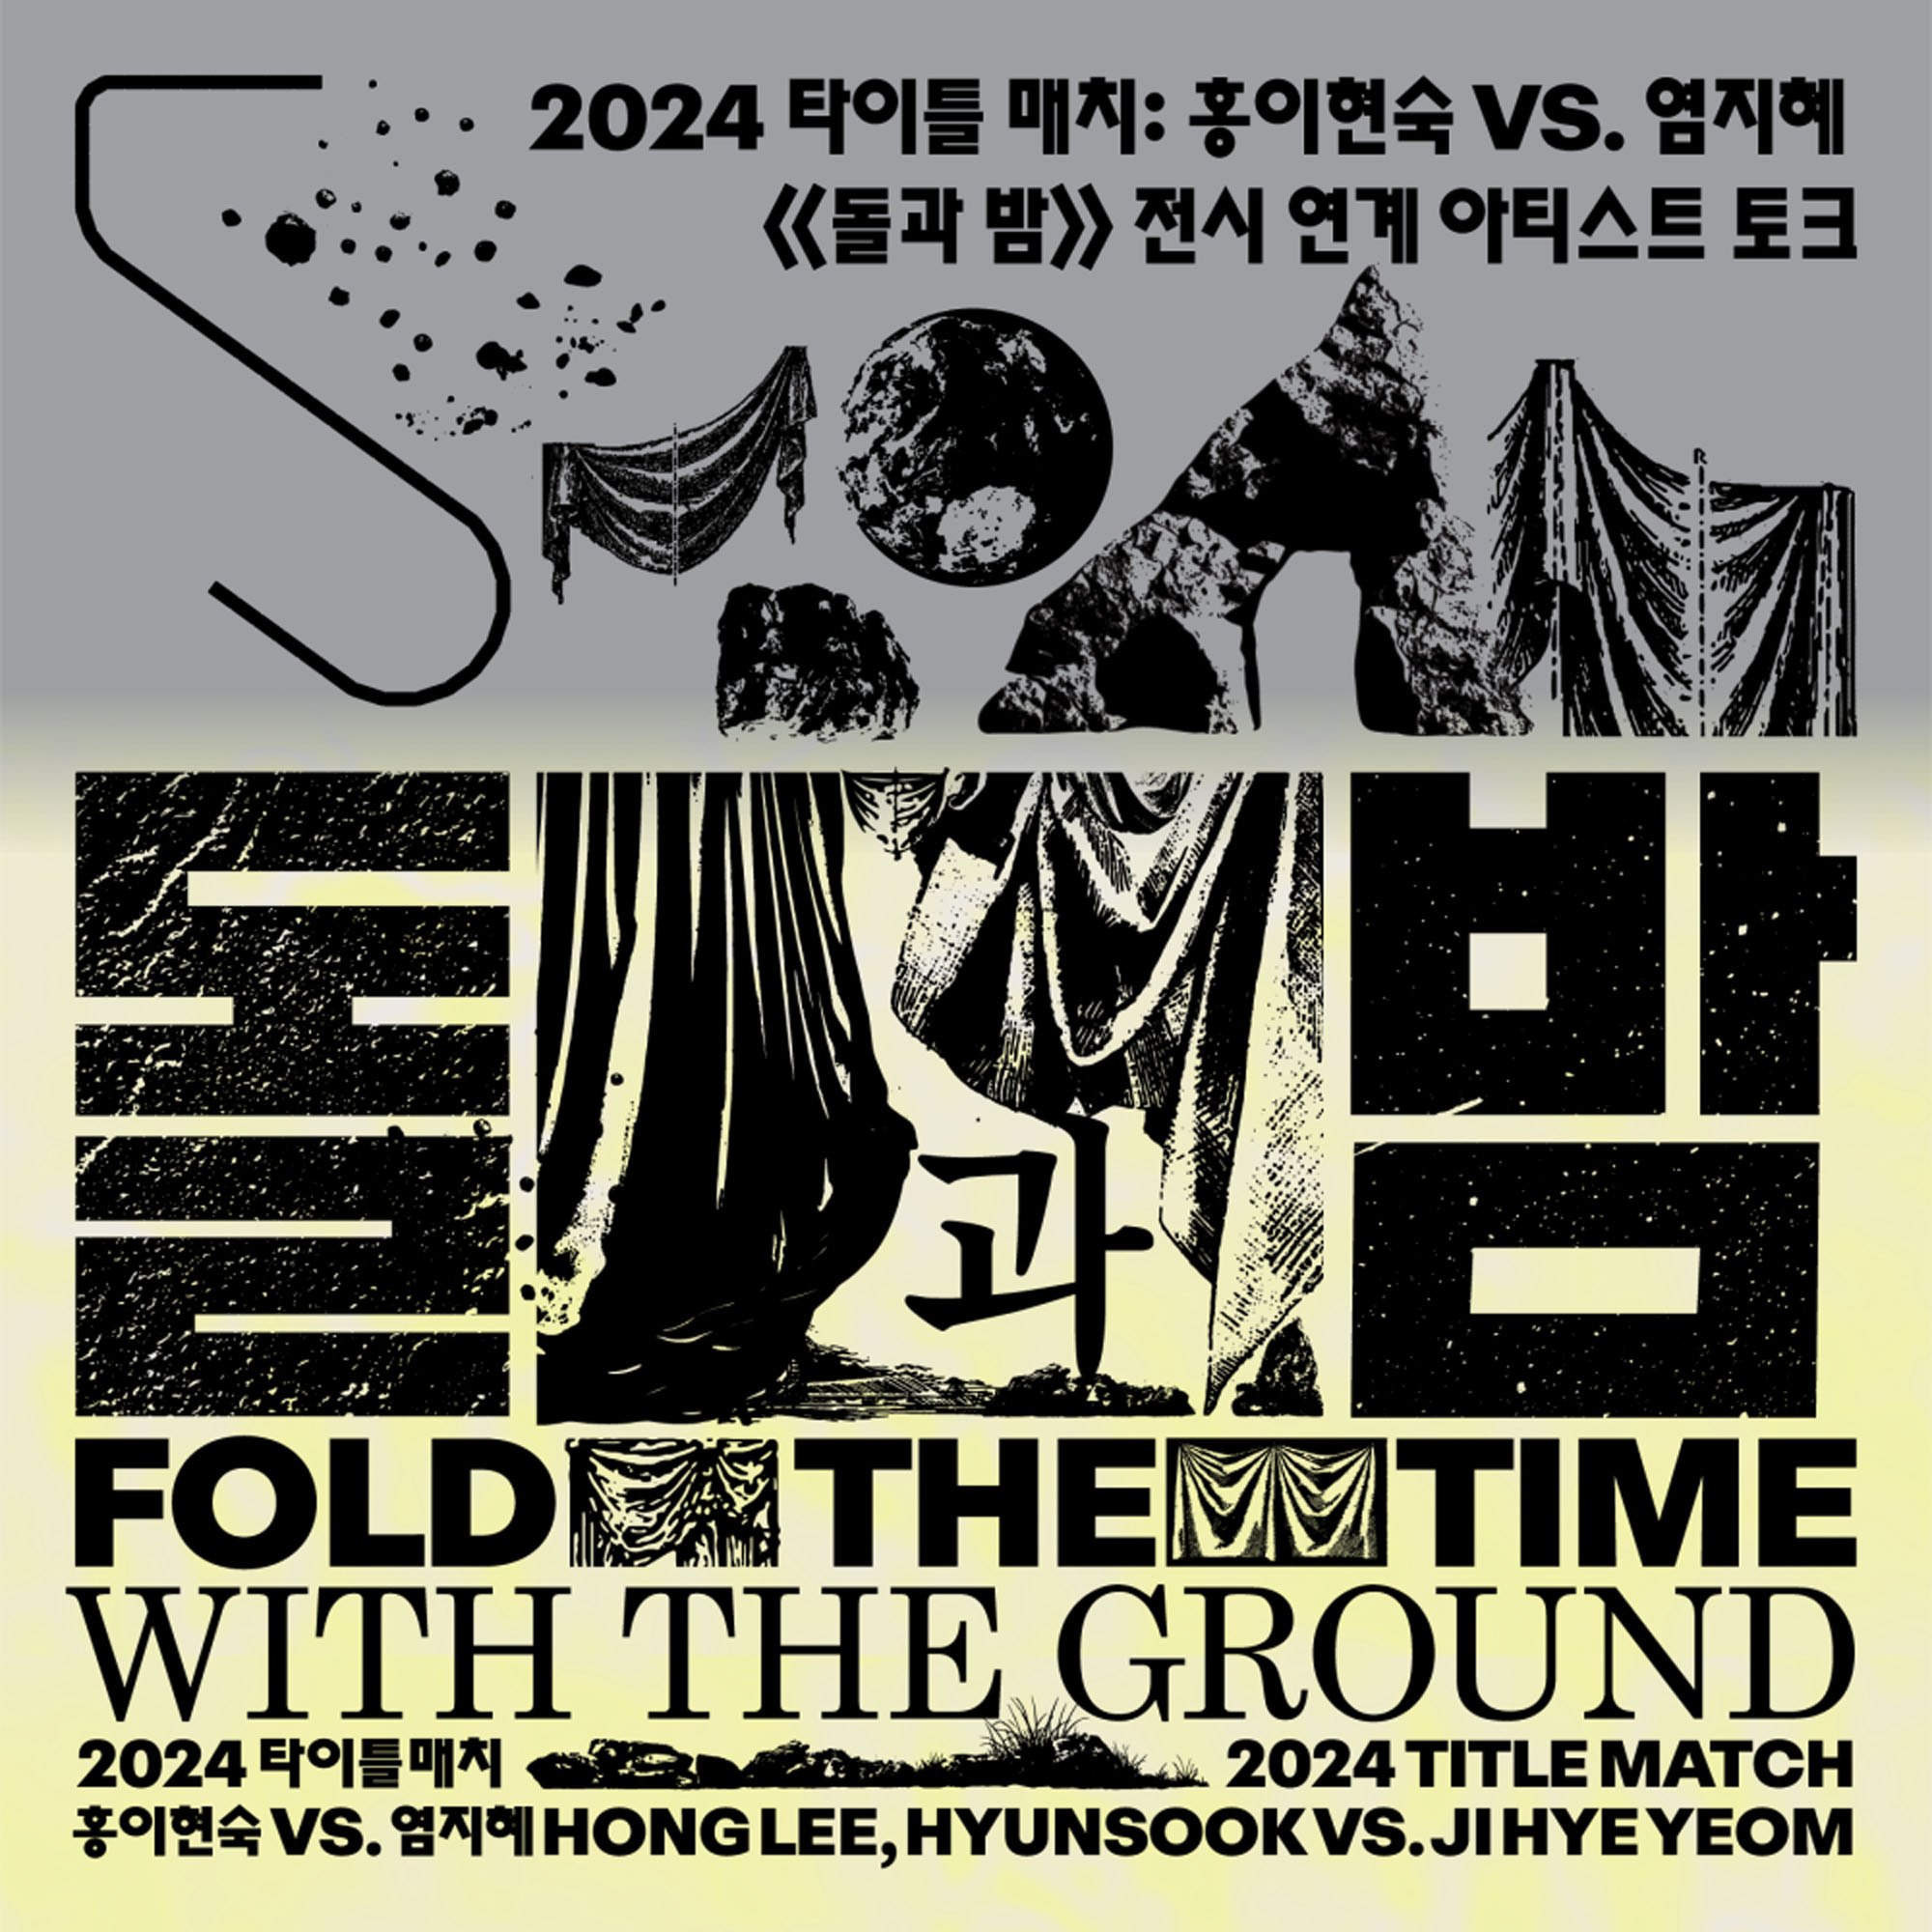 2024 타이틀 매치: 홍이현숙 VS. 염지혜
《돌과 밤》 전시 연계 아티스트 토크
돌과밤
FOLD THE TIME
WITH THE GROUND
2024 타이틀매치 2024 TITLE MATCH
홍이현숙 VS. 염지혜 HONG LEE, HYUNSOOK VS. JI HYE YEOM